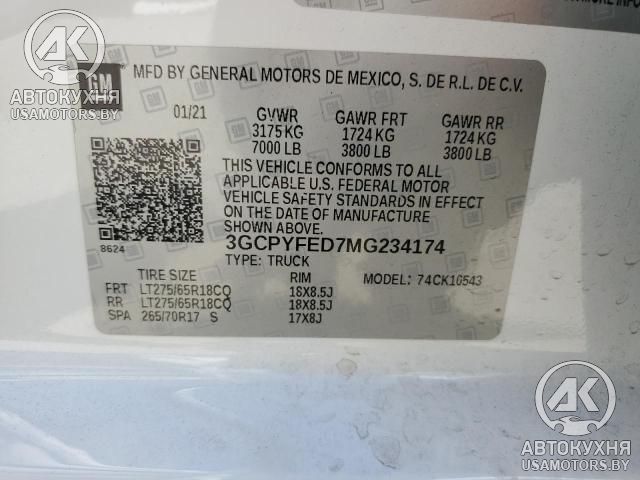 MORE INFO
АВТОКУХНЯ
USAMOTORS.BY
GM
MFD BY GENERAL MOTORS DE MEXICO, S. DE R.L. DE C.V.
01/21 GVWR GAWR FRT GAWR RR
3175 KG 1724 KG 1724 KG
7000 LB 3800 LB 3800 LB
THIS VEHICLE CONFORMS TO ALL
APPLICABLE U.S. FEDERAL MOTOR
VEHICLE SAFETY STANDARDS IN EFFECT
ON THE DATE OF MANUFACTURE
SHOWN ABOVE.
8624
3GCPYFED7MG234174
TYPE: TRUCK
TIRE SIZE RIM MODEL: 74CK10543
FRT LT275/65R18CQ 18X8.5J
RR LT275/65R18CQ 18X8.5J
SPA 265/70R17 S 17X8J
АК
АВТОКУХНЯ
USAMOTORS.BY